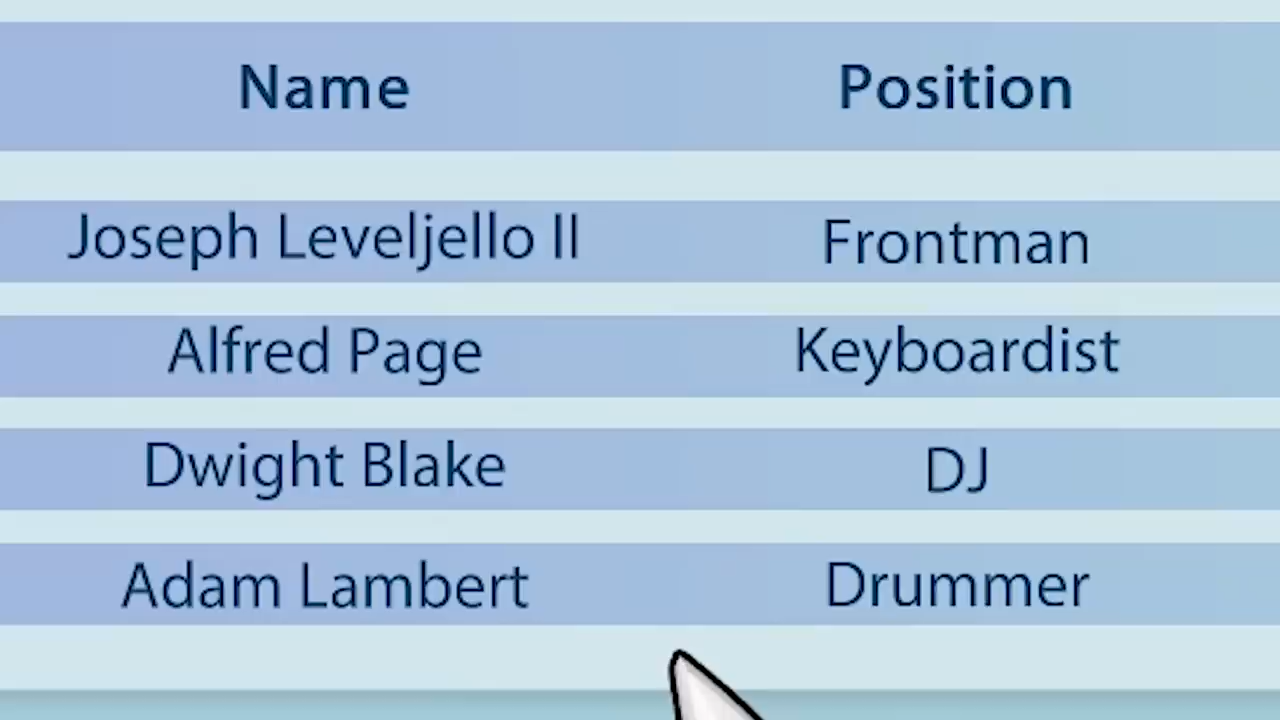 Name Position
Joseph Leveljello II Frontman
Alfred Page Keyboardist
Dwight Blake DJ
Adam Lambert Drummer